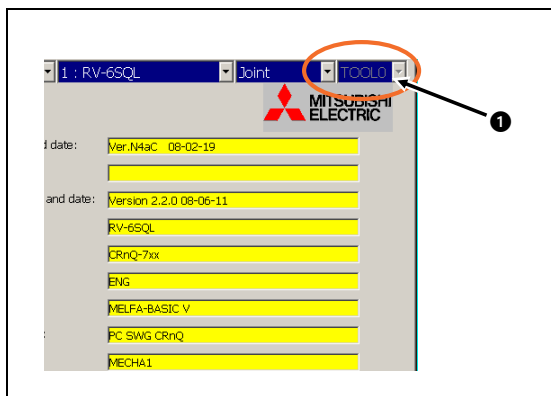 1 : RV-6SQL Joint TOOL0
MITSUBISHI
ELECTRIC
1
d date: Ver.N4aC 08-02-19
and date: Version 2.2.0 08-06-11
RV-6SQL
CRnQ-7xx
ENG
MELFA-BASIC V
: PC SWG CRnQ
MECHA1